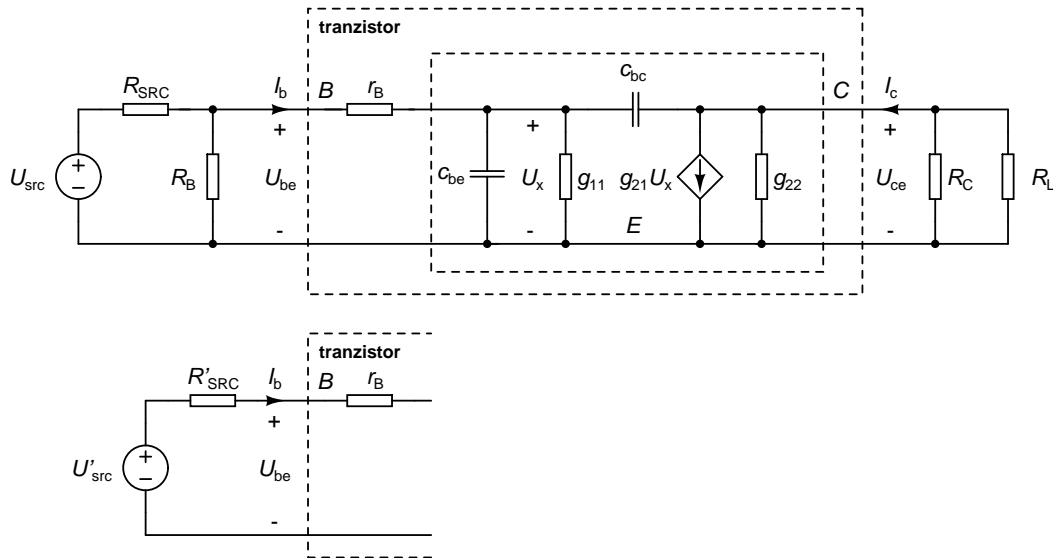 tranzistor
c_bc
R_SRC
I_b
B
r_B
C
I_c
+
+
+
+
U_src
−
R_B
U_be
c_be
U_x
g_11
g_21U_x
g_22
U_ce
R_C
R_L
-
-
E
-
tranzistor
R'_SRC
I_b
B
r_B
+
+
U'_src
−
U_be
-